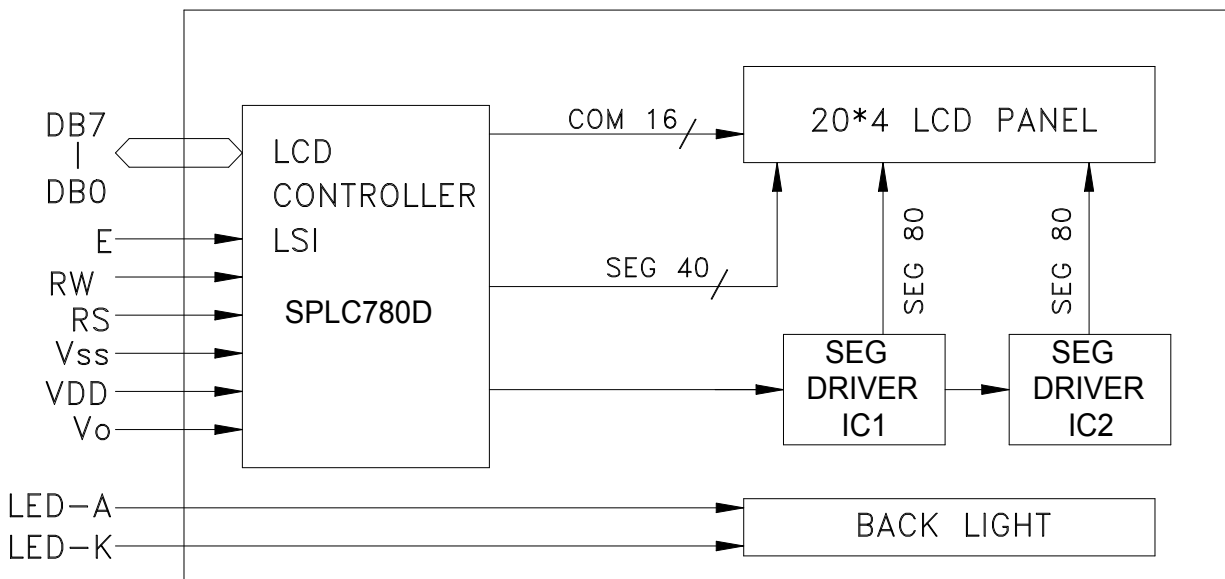 DB7
DB0
E
RW
RS
Vss
VDD
Vo
LED-A
LED-K
LCD
CONTROLLER
LSI
SPLC780D
COM 16
SEG 40
20*4 LCD PANEL
SEG 80
SEG 80
SEG
DRIVER
IC1
SEG
DRIVER
IC2
BACK LIGHT